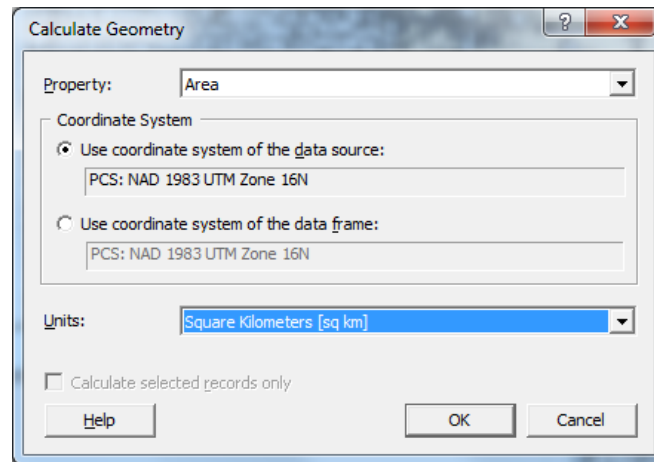 Calculate Geometry
Property: Area
Coordinate System
Use coordinate system of the data source:
PCS: NAD 1983 UTM Zone 16N
Use coordinate system of the data frame:
PCS: NAD 1983 UTM Zone 16N
Units: Square Kilometers [sq km]
Calculate selected records only
Help OK Cancel